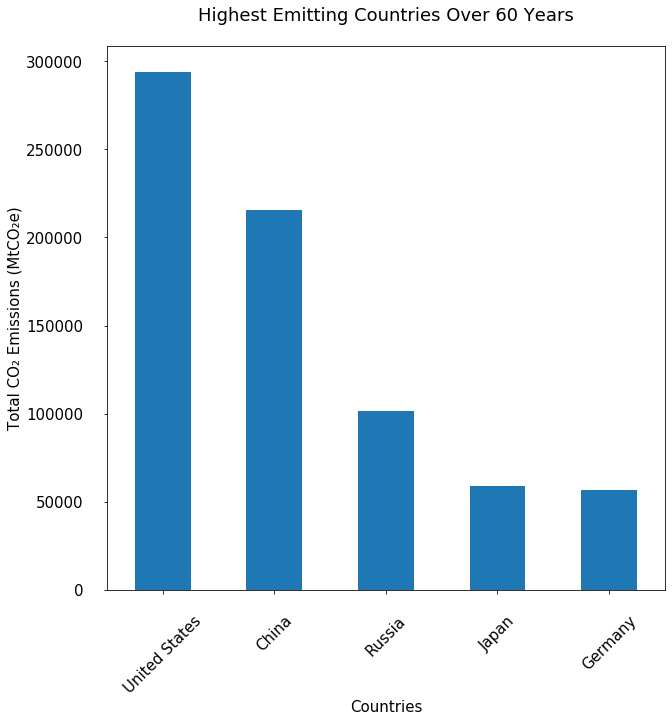 Highest Emitting Countries Over 60 Years
Total CO₂ Emissions (MtCO₂e)
300000
250000
200000
150000
100000
50000
0
United States
China
Russia
Japan
Germany
Countries